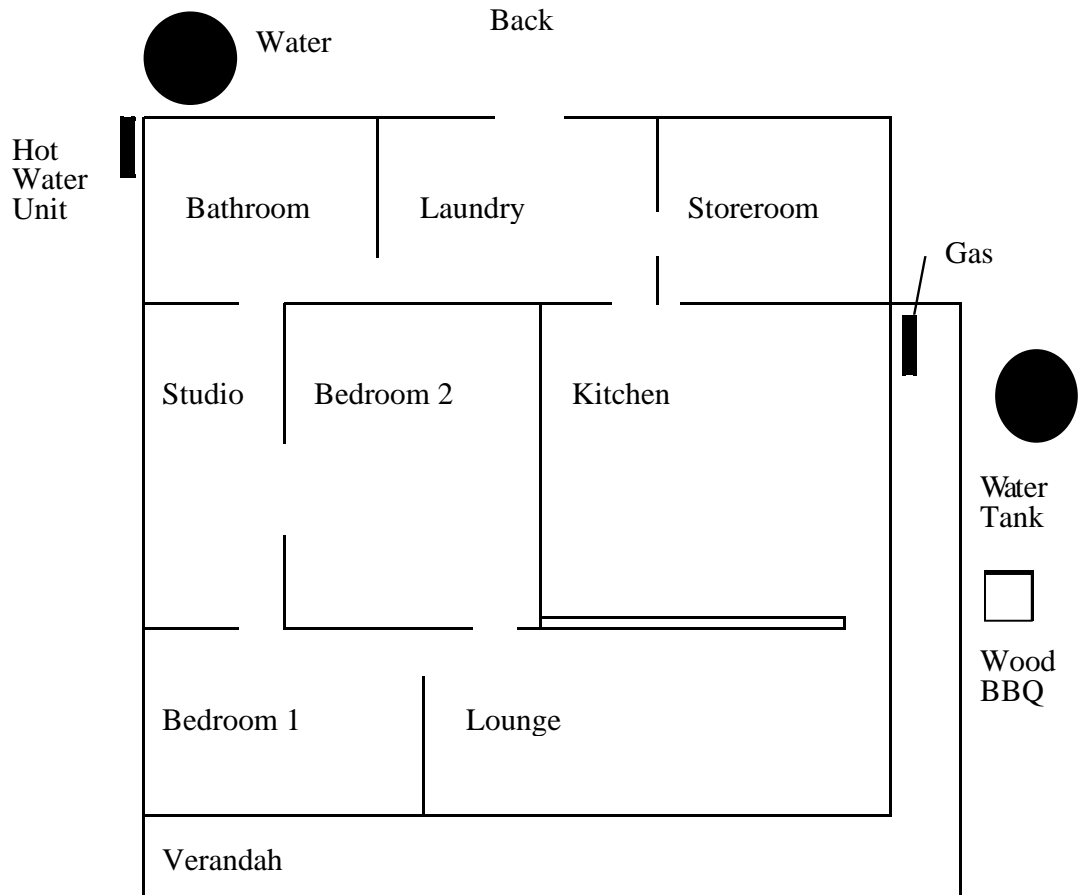 Back
Water
Hot
Water
Unit
Bathroom
Laundry
Storeroom
Gas
Studio
Bedroom 2
Kitchen
Water
Tank
Wood
BBQ
Bedroom 1
Lounge
Verandah